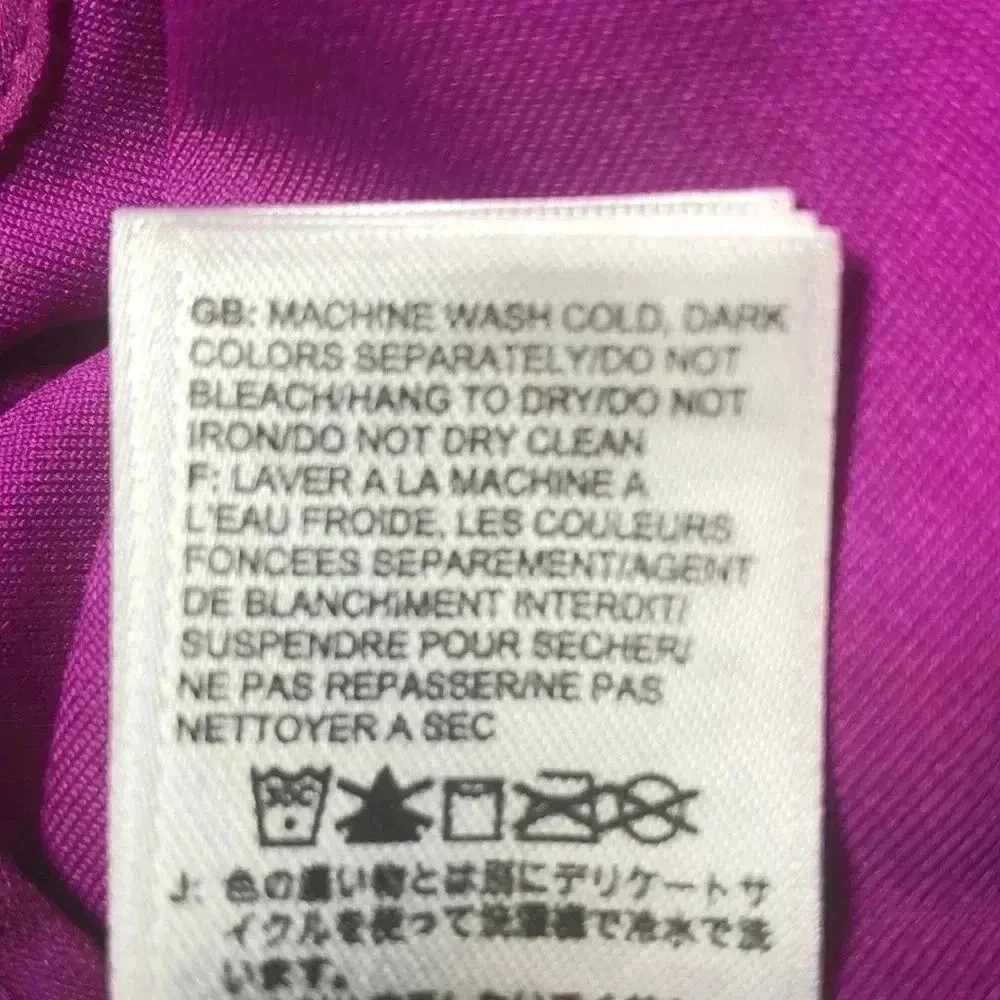 GB: MACHINE WASH COLD, DARK
COLORS SEPARATELY/DO NOT
BLEACH/HANG TO DRY/DO NOT
IRON/DO NOT DRY CLEAN
F: LAVER A LA MACHINE A
L'EAU FROIDE, LES COULEURS
FONCEES SEPAREMENT/AGENT
DE BLANCHIMENT INTERDIT/
SUSPENDRE POUR SECHER/
NE PAS REPASSER/NE PAS
NETTOYER A SEC
30C
J: 色の濃い物とは別にデリケートサ
イクルを使って洗濯機で冷水で洗
います。